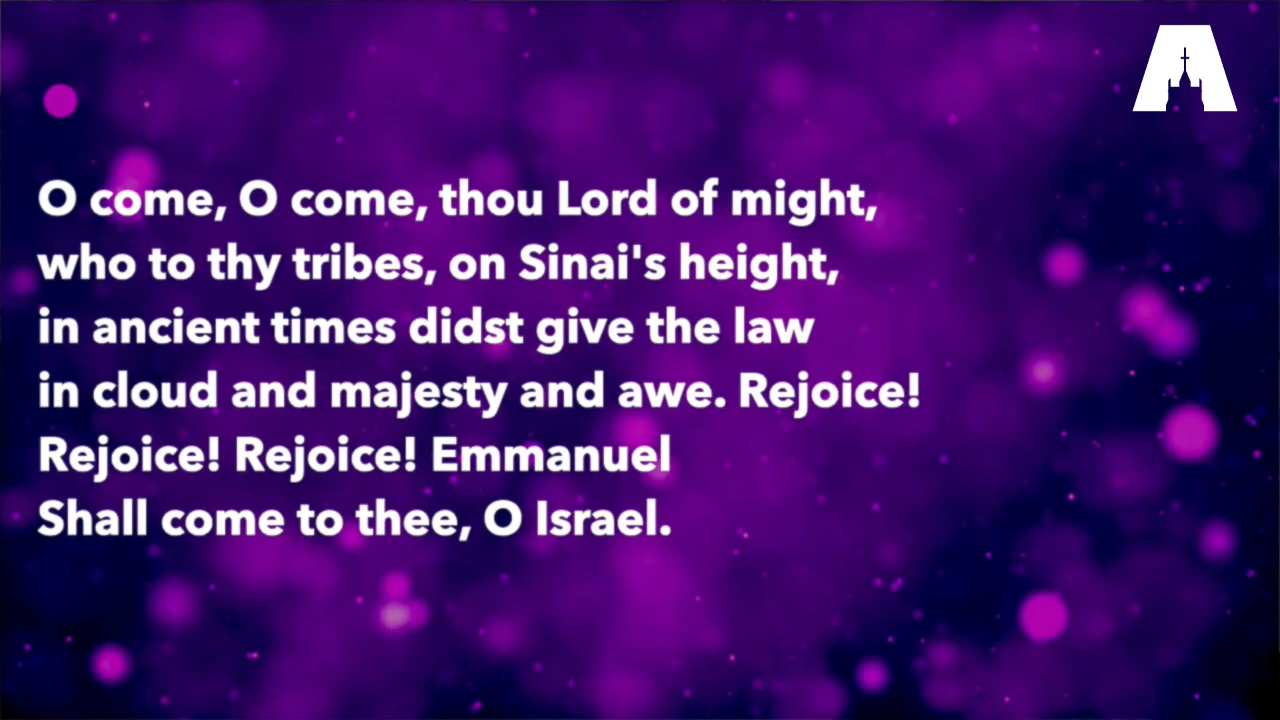 O come, O come, thou Lord of might,
who to thy tribes, on Sinai's height,
in ancient times didst give the law
in cloud and majesty and awe. Rejoice!
Rejoice! Rejoice! Emmanuel
Shall come to thee, O Israel.